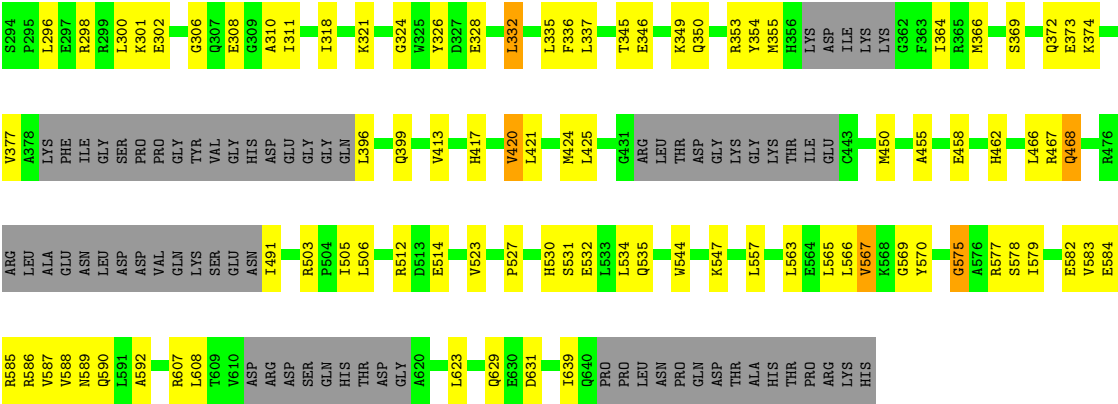 S294 P295 L296 E297 R298 R299 L300 K301 E302 G306 Q307 E308 G309 A310 I311 I318 K321 G324 W325 Y326 D327 E328 L332 L335 F336 L337 T345 E346 K349 Q350 R353 Y354 M355 H356 LYS ASP ILE LYS LYS G362 F363 I364 R365 M366 S369 Q372 E373 K374
V377 A378 LYS PHE ILE GLY SER PRO PRO GLY TYR VAL GLY HIS ASP GLU GLY GLY GLN L396 Q399 V413 H417 V420 L421 M424 L425 G431 ARG LEU THR ASP GLY LYS GLY LYS THR ILE GLU C443 M450 A455 E458 H462 L466 R467 Q468 R476
ARG LEU ALA GLU ASN LEU ASP ASP VAL GLN LYS SER GLU ASN I491 R503 P504 I505 L506 R512 D513 E514 V523 P527 H530 S531 E532 L533 L534 Q535 W544 K547 L557 L563 E564 L565 L566 V567 K568 G569 Y570 G575 A576 R577 S578 I579 E582 V583 E584
R585 R586 V587 V588 N589 Q590 L591 A592 R607 L608 T609 V610 ASP ARG ASP SER GLN HIS THR ASP GLY A620 L623 Q629 E630 D631 I639 Q640 PRO PRO LEU ASN PRO GLN ASP THR ALA HIS THR PRO ARG LYS HIS